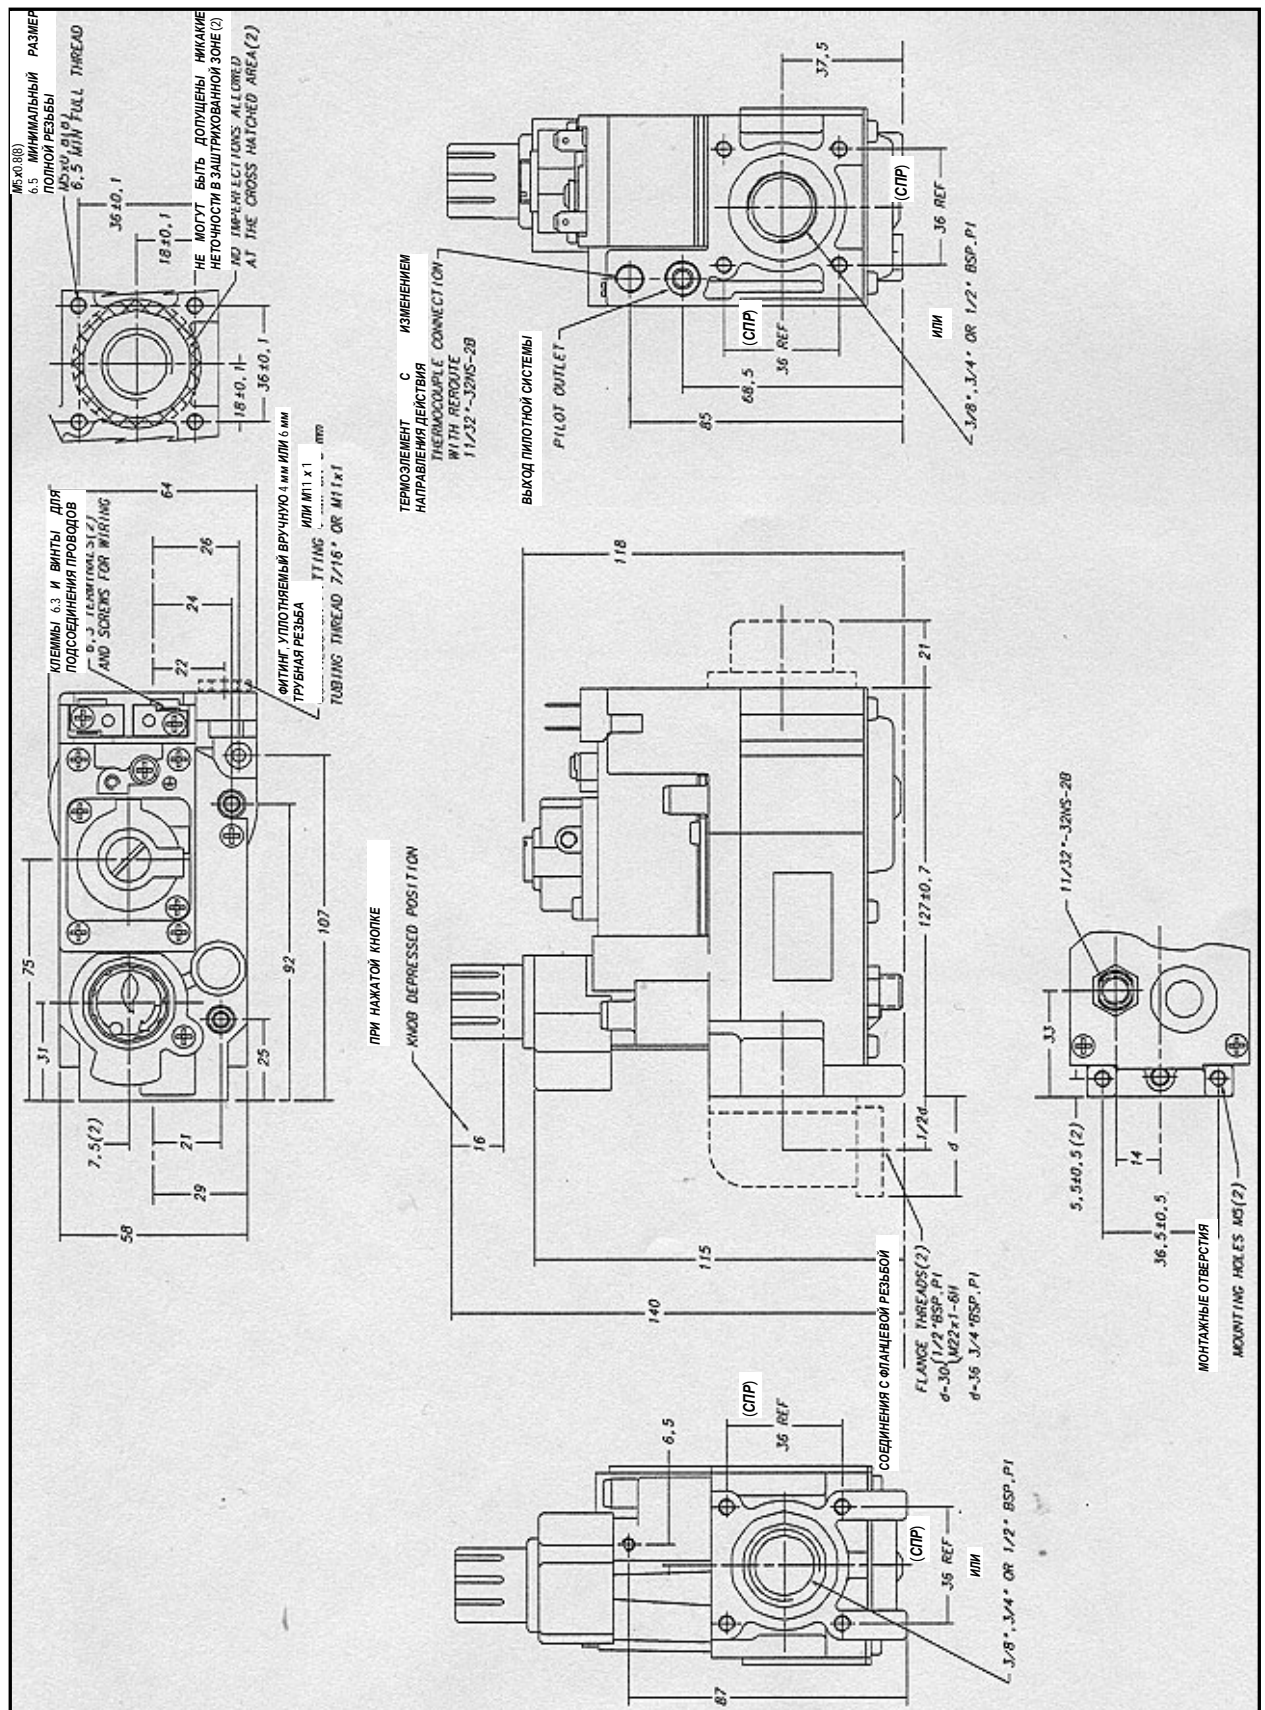 M5x0.8(8)
6.5 МИНИМАЛЬНЫЙ РАЗМЕР
ПОЛНОЙ РЕЗЬБЫ
M5x0,8(8)
6,5 MIN FULL THREAD
36±0,1
18±0,1
НЕ МОГУТ БЫТЬ ДОПУЩЕНЫ НИКАКИЕ
НЕТОЧНОСТИ В ЗАШТРИХОВАННОЙ ЗОНЕ (2)
NO IMPERFECTIONS ALLOWED
AT THE CROSS HATCHED AREA(2)
18±0,1
36±0,1
КЛЕММЫ 6.3 И ВИНТЫ ДЛЯ
ПОДСОЕДИНЕНИЯ ПРОВОДОВ
6,3 TERMINALS(2)
AND SCREWS FOR WIRING
64
26
24
22
ФИТИНГ, УПЛОТНЯЕМЫЙ ВРУЧНУЮ 4 мм ИЛИ 6 мм
ТРУБНАЯ РЕЗЬБА ИЛИ М11 x 1
TUBING THREAD 7/16" OR M11x1
75
31
107
92
25
7,5(2)
21
29
58
37,5
(СПР)
36 REF
(СПР)
36 REF
68,5
85
ИЛИ
3/8",3/4" OR 1/2" BSP.P1
ТЕРМОЭЛЕМЕНТ С ИЗМЕНЕНИЕМ
НАПРАВЛЕНИЯ ДЕЙСТВИЯ
THERMOCOUPLE CONNECTION
WITH REROUTE
11/32"-32NS-2B
ВЫХОД ПИЛОТНОЙ СИСТЕМЫ
PILOT OUTLET
ПРИ НАЖАТОЙ КНОПКЕ
KNOB DEPRESSED POSITION
118
21
127±0,7
16
1/2d
d
115
140
СОЕДИНЕНИЯ С ФЛАНЦЕВОЙ РЕЗЬБОЙ
FLANGE THREADS(2)
d=30{1/2"BSP.P1
M22x1-6H
d=36 3/4"BSP.P1
11/32"-32NS-2B
33
5,5±0,5(2)
14
36,5±0,5
МОНТАЖНЫЕ ОТВЕРСТИЯ
MOUNTING HOLES M5(2)
6,5
(СПР)
36 REF
(СПР)
36 REF
ИЛИ
3/8",3/4" OR 1/2" BSP.P1
87